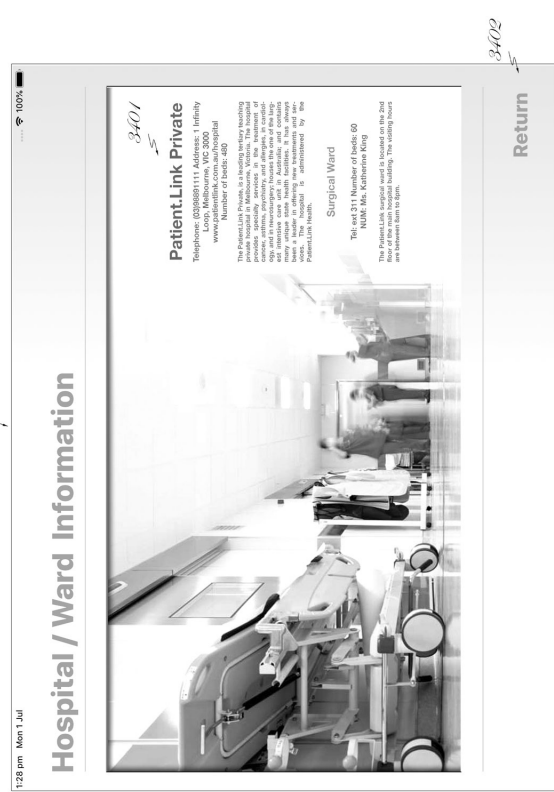 1:28 pm Mon 1 Jul
100%
Hospital / Ward Information
3401
Patient.Link Private
Telephone: (03)9889111 Address: 1 Infinity
Loop, Melbourne, VIC 3000
www.patientlink.com.au/hospital
Number of beds: 480
The Patient.Link Private, is a leading tertiary teaching
private hospital in Melbourne, Victoria. The hospital
provides specialty services in the treatment of
cancer, asthma, psychiatry, and allergies, in cardiol-
ogy, and in neurosurgery; houses the one of the larg-
est intensive care unit in Australia; and contains
many unique state health facilities. It has always
been a leader in offering new treatments and ser-
vices. The hospital is administered by the
Patient.Link Health.
Surgical Ward
Tel: ext 311 Number of beds: 60
NUM: Ms. Katherine King
The Patient.Link surgical ward is located on the 2nd
floor of the main hospital building. The visiting hours
are between 8am to 8pm.
3402
Return